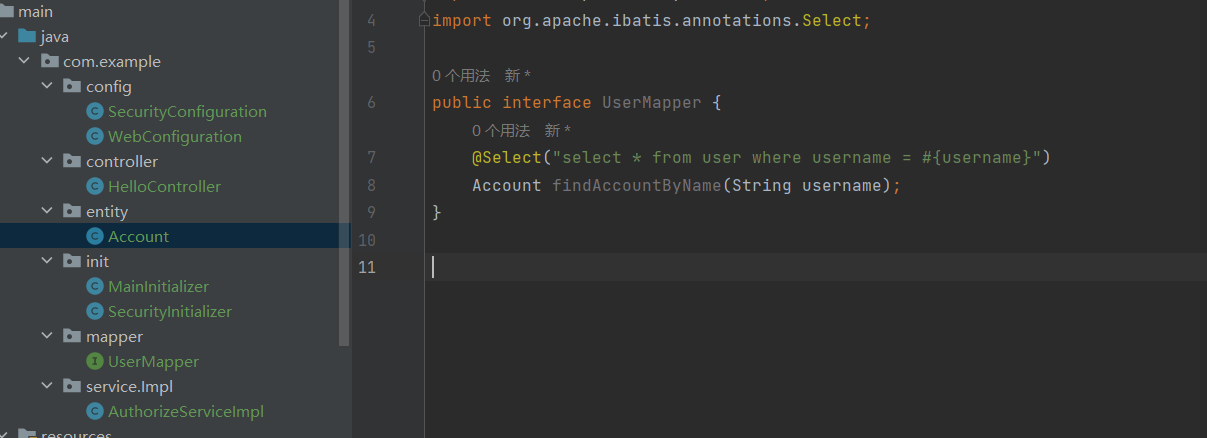 main
java
com.example
config
SecurityConfiguration
WebConfiguration
controller
HelloController
entity
Account
init
MainInitializer
SecurityInitializer
mapper
UserMapper
service.Impl
AuthorizeServiceImpl
resources
4 import org.apache.ibatis.annotations.Select;
5
0 个用法 新 *
6 public interface UserMapper {
0 个用法 新 *
7 @Select("select * from user where username = #{username}")
8 Account findAccountByName(String username);
9 }
10
11